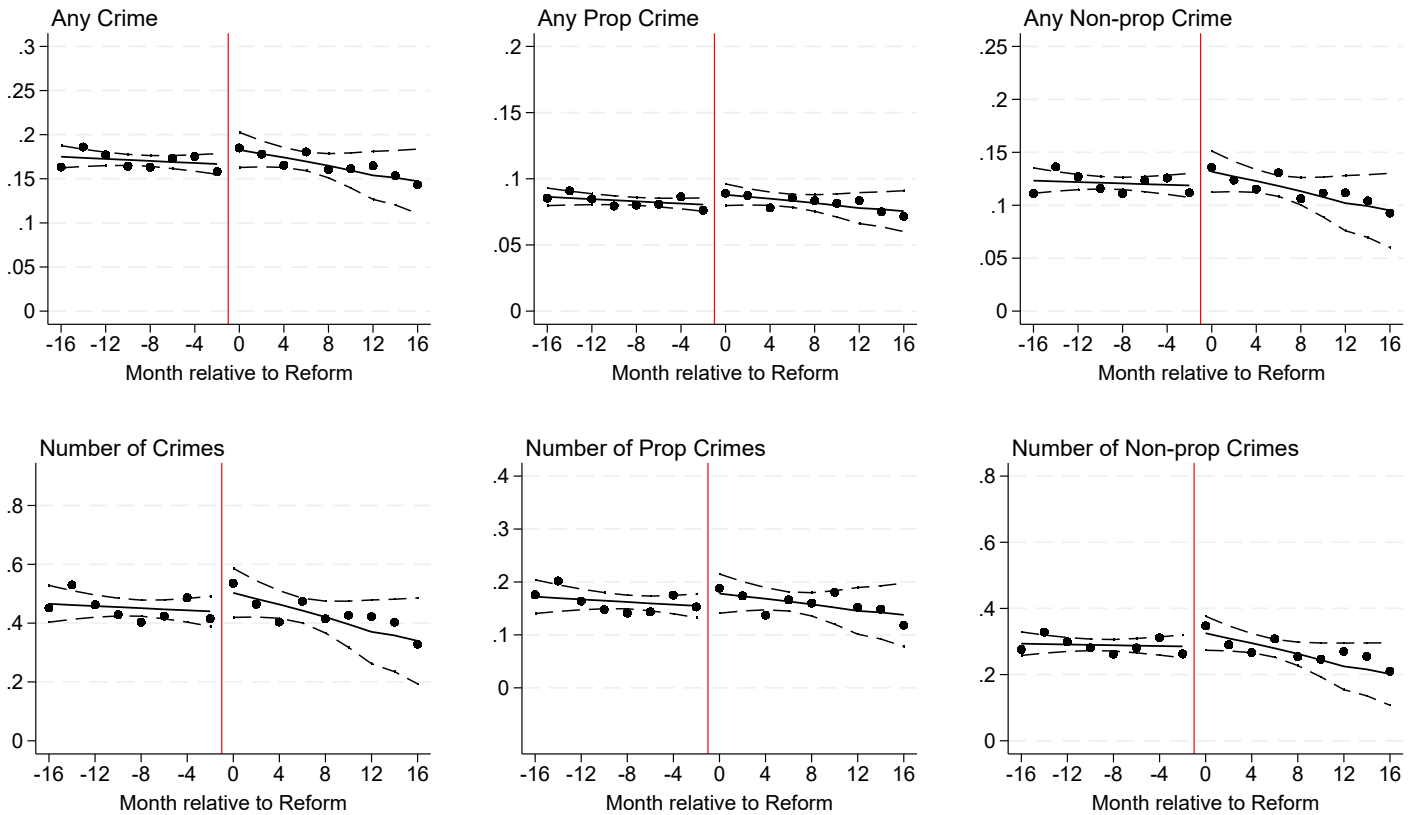 Any Crime
.3
.25
.2
.15
.1
.05
0
-16 -12 -8 -4 0 4 8 12 16
Month relative to Reform
Any Prop Crime
.2
.15
.1
.05
0
-16 -12 -8 -4 0 4 8 12 16
Month relative to Reform
Any Non-prop Crime
.25
.2
.15
.1
.05
0
-16 -12 -8 -4 0 4 8 12 16
Month relative to Reform
Number of Crimes
.8
.6
.4
.2
0
-16 -12 -8 -4 0 4 8 12 16
Month relative to Reform
Number of Prop Crimes
.4
.3
.2
.1
0
-16 -12 -8 -4 0 4 8 12 16
Month relative to Reform
Number of Non-prop Crimes
.8
.6
.4
.2
0
-16 -12 -8 -4 0 4 8 12 16
Month relative to Reform